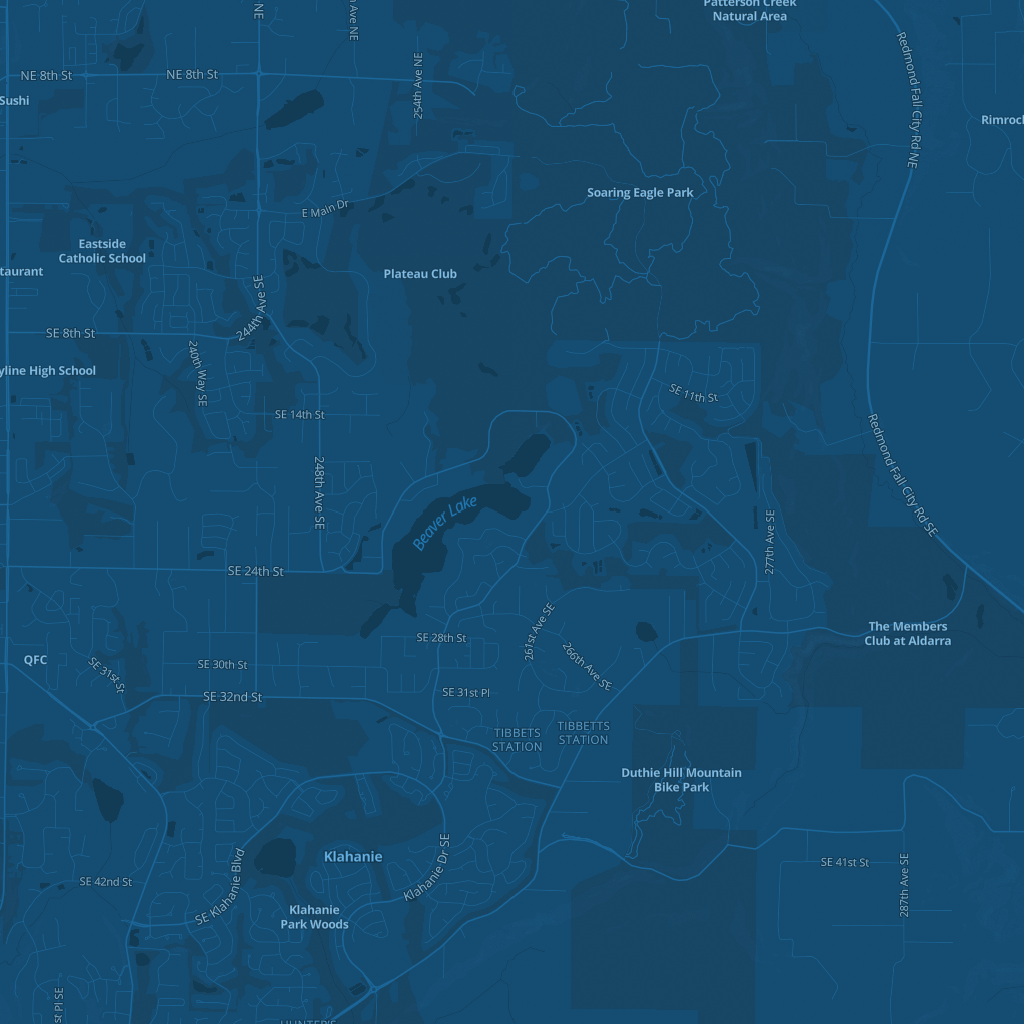 Patterson Creek
Natural Area
NE
Ave NE
NE 8th St
NE 8th St
254th Ave NE
Redmond Fall City Rd NE
Sushi
Soaring Eagle Park
E Main Dr
Eastside
Catholic School
Plateau Club
244th Ave SE
SE 8th St
240th Way SE
SE 11th St
SE 14th St
248th Ave SE
Redmond Fall City Rd SE
Beaver Lake
277th Ave SE
SE 24th St
261st Ave SE
SE 28th St
266th Ave SE
The Members
Club at Aldarra
QFC
SE 31st St
SE 30th St
SE 32nd St
SE 31st Pl
TIBBETS
STATION
TIBBETTS
STATION
Duthie Hill Mountain
Bike Park
Klahanie
Klahanie Dr SE
SE Klahanie Blvd
SE 41st St
287th Ave SE
SE 42nd St
Klahanie
Park Woods
st Pl SE